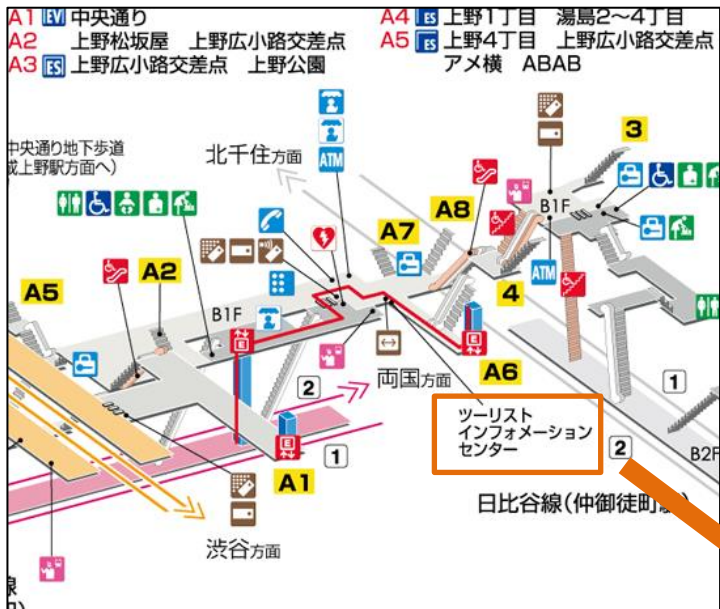 A1 EV 中央通り
A2 上野松坂屋 上野広小路交差点
A3 ES 上野広小路交差点 上野公園
A4 ES 上野1丁目 湯島2～4丁目
A5 ES 上野4丁目 上野広小路交差点
アメ横 ABAB
中央通り地下歩道
上野駅方面へ)
北千住方面
ATM
3
B1F
A7
A8
A5
A2
B1F
4
ATM
E
E
A6
2
両国方面
1
ツーリスト
インフォメーション
センター
2
B2F
E
A1
1
日比谷線(仲御徒町
渋谷方面
線